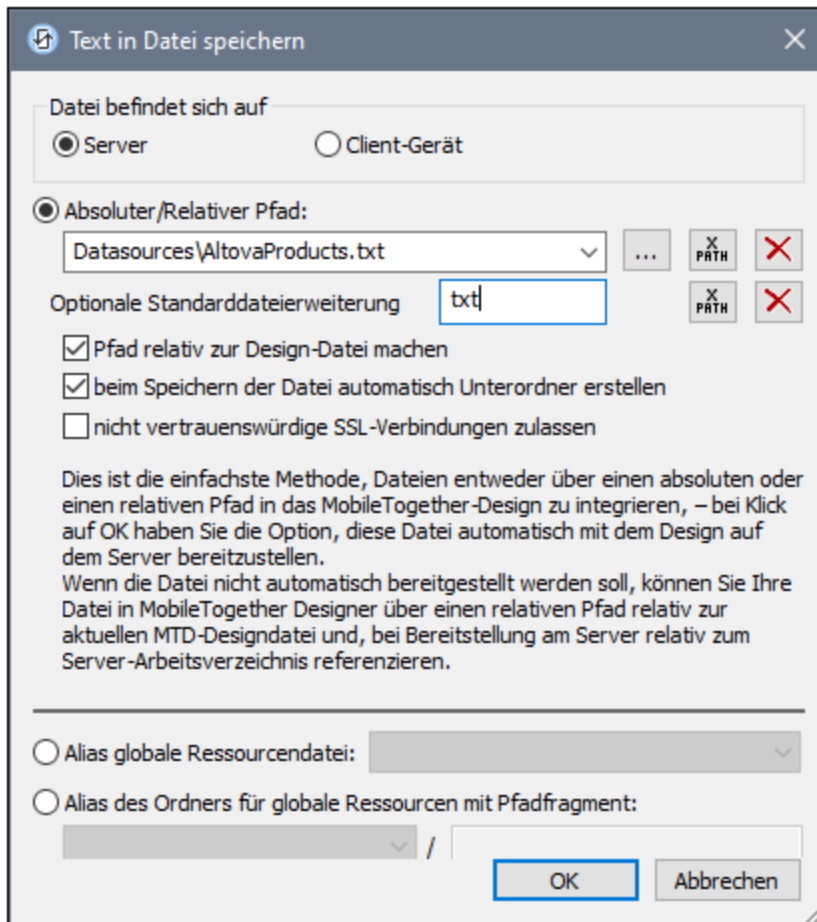 Text in Datei speichern
Datei befindet sich auf
Server
Client-Gerät
Absoluter/Relativer Pfad:
Datasources\AltovaProducts.txt
...
X
PATH
Optionale Standarddateierweiterung
txt
X
PATH
Pfad relativ zur Design-Datei machen
beim Speichern der Datei automatisch Unterordner erstellen
nicht vertrauenswürdige SSL-Verbindungen zulassen
Dies ist die einfachste Methode, Dateien entweder über einen absoluten oder
einen relativen Pfad in das MobileTogether-Design zu integrieren, – bei Klick
auf OK haben Sie die Option, diese Datei automatisch mit dem Design auf
dem Server bereitzustellen.
Wenn die Datei nicht automatisch bereitgestellt werden soll, können Sie Ihre
Datei in MobileTogether Designer über einen relativen Pfad relativ zur
aktuellen MTD-Designdatei und, bei Bereitstellung am Server relativ zum
Server-Arbeitsverzeichnis referenzieren.
Alias globale Ressourcendatei:
Alias des Ordners für globale Ressourcen mit Pfadfragment:
/
OK
Abbrechen